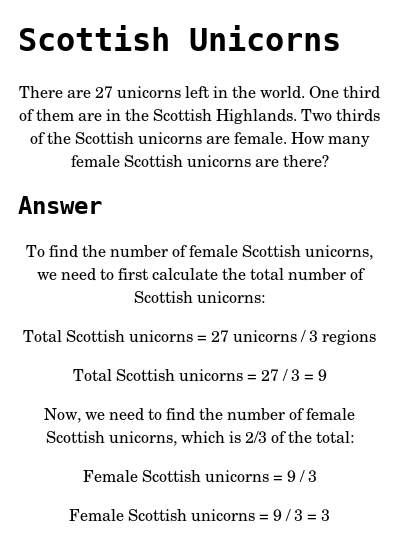 Scottish Unicorns
There are 27 unicorns left in the world. One third
of them are in the Scottish Highlands. Two thirds
of the Scottish unicorns are female. How many
female Scottish unicorns are there?
Answer
To find the number of female Scottish unicorns,
we need to first calculate the total number of
Scottish unicorns:
Total Scottish unicorns = 27 unicorns / 3 regions
Total Scottish unicorns = 27 / 3 = 9
Now, we need to find the number of female
Scottish unicorns, which is 2/3 of the total:
Female Scottish unicorns = 9 / 3
Female Scottish unicorns = 9 / 3 = 3